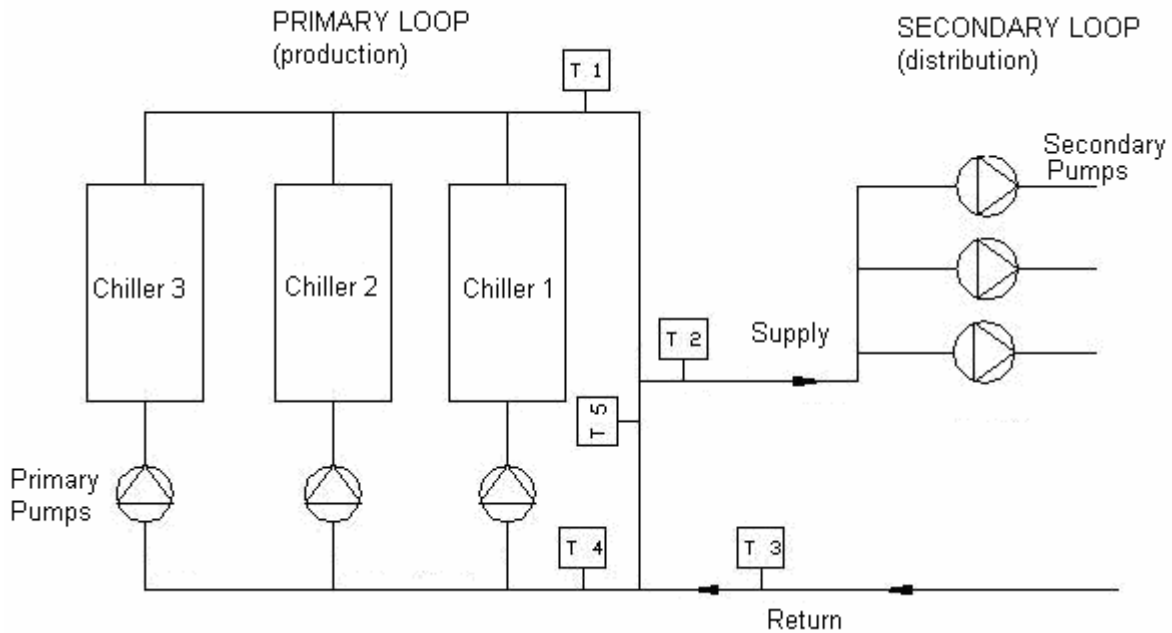 PRIMARY LOOP
(production)
SECONDARY LOOP
(distribution)
T 1
Secondary
Pumps
Chiller 3
Chiller 2
Chiller 1
T 2
Supply
T 5
Primary
Pumps
T 4
T 3
Return